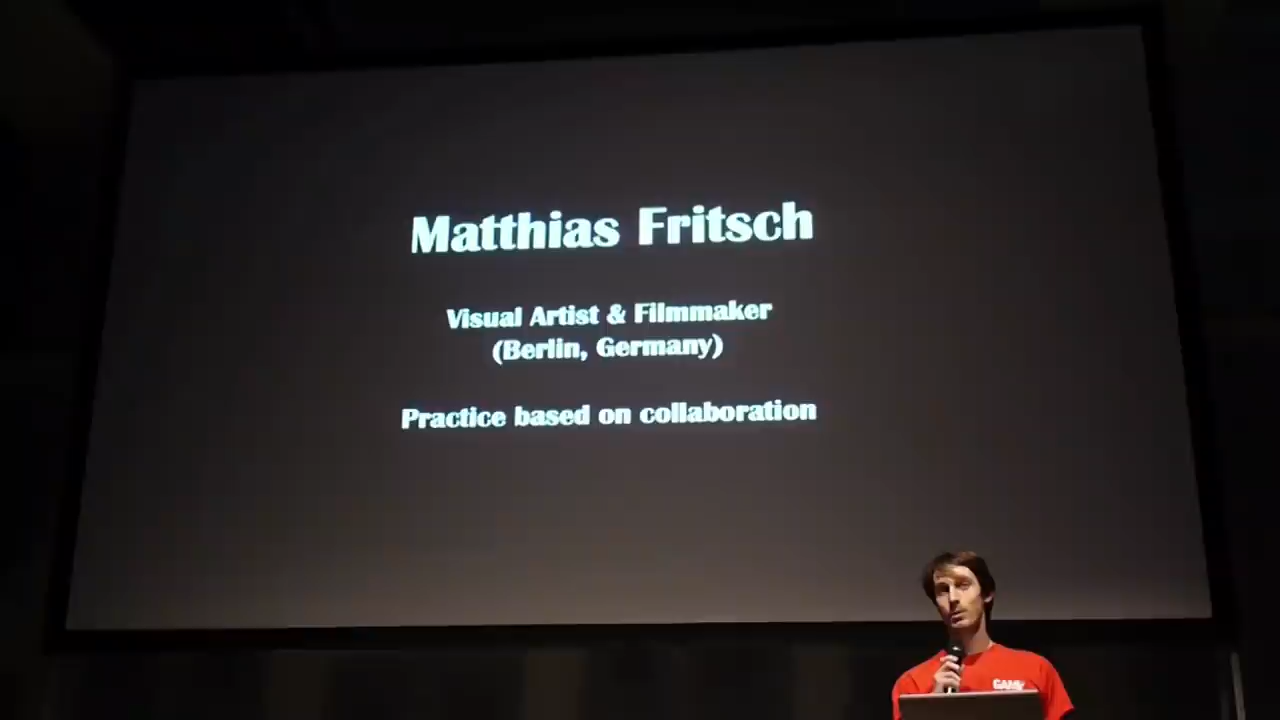 Matthias Fritsch
Visual Artist & Filmmaker
(Berlin, Germany)
Practice based on collaboration